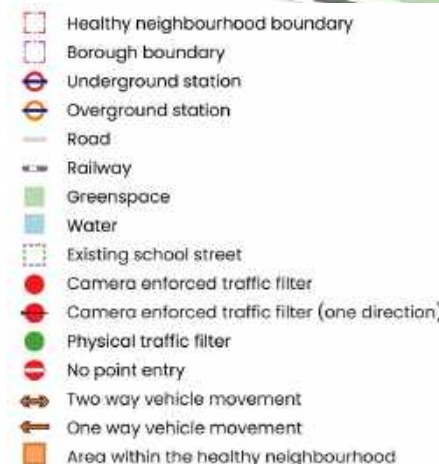 Healthy neighbourhood boundary
Borough boundary
Underground station
Overground station
Road
Railway
Greenspace
Water
Existing school street
Camera enforced traffic filter
Camera enforced traffic filter (one direction)
Physical traffic filter
No point entry
Two way vehicle movement
One way vehicle movement
Area within the healthy neighbourhood